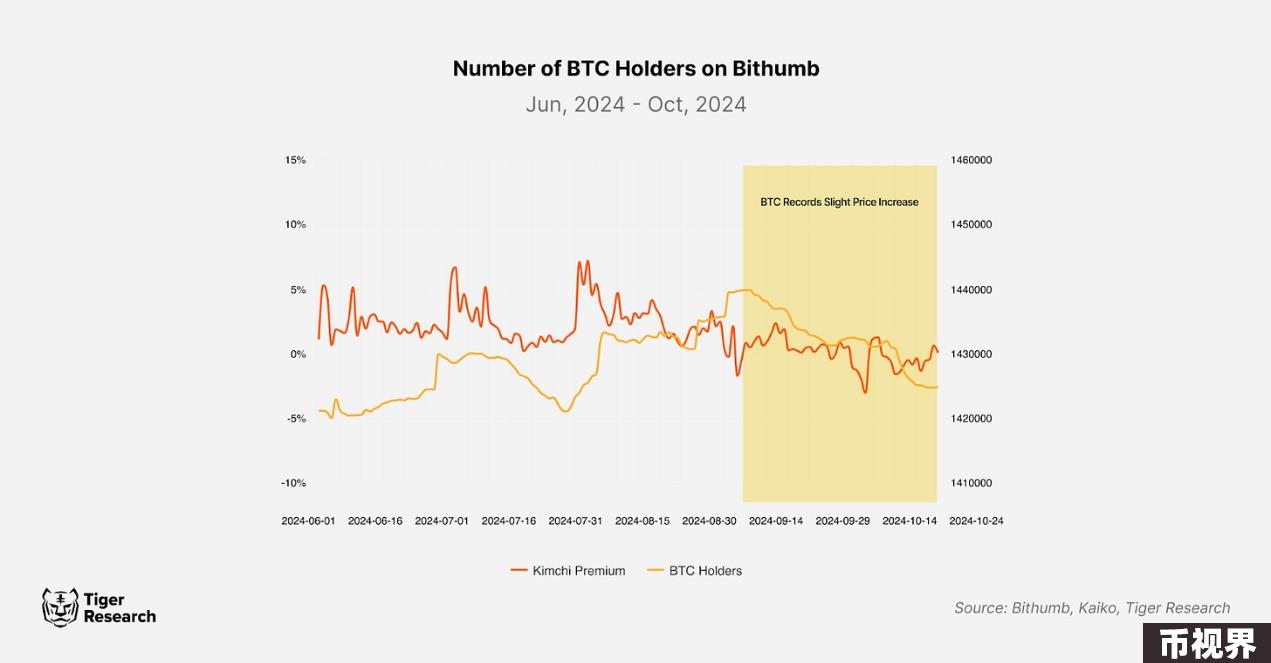 Number of BTC Holders on Bithumb
Jun, 2024 - Oct, 2024
15%
10%
5%
0%
-5%
-10%
BTC Records Slight Price Increase
1460000
1450000
1440000
1430000
1420000
1410000
2024-06-01 2024-06-16 2024-07-01 2024-07-16 2024-07-31 2024-08-15 2024-08-30 2024-09-14 2024-09-29 2024-10-14 2024-10-24
Kimchi Premium BTC Holders
Tiger
Research
Source: Bithumb, Kaiko, Tiger Research
币视界